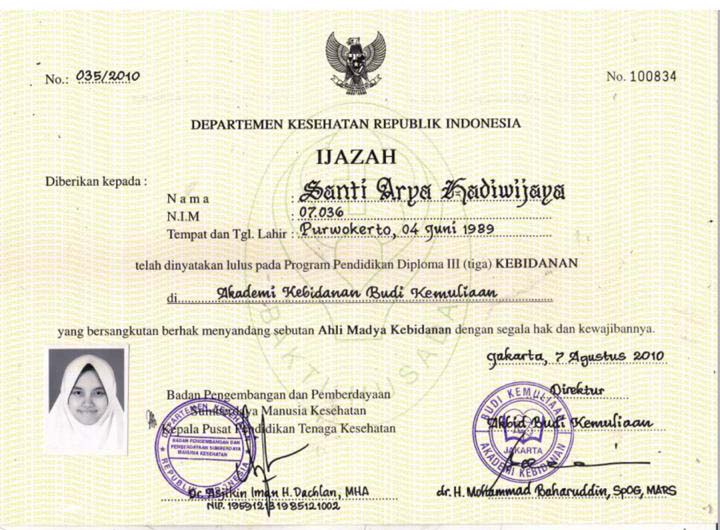 No.: 035/2010
No. 100834
DEPARTEMEN KESEHATAN REPUBLIK INDONESIA
IJAZAH
Diberikan kepada :
Nama : Santi Arya Hadiwijaya
N.I.M : 07.036
Tempat dan Tgl. Lahir : Purwokerto, 04 Juni 1989
telah dinyatakan lulus pada Program Pendidikan Diploma III (tiga) KEBIDANAN
di Akademi Kebidanan Budi Kemuliaan
yang bersangkutan berhak menyandang sebutan Ahli Madya Kebidanan dengan segala hak dan kewajibannya.
Jakarta, 7 Agustus 2010
Badan Pengembangan dan Pemberdayaan
Sumberdaya Manusia Kesehatan
Kepala Pusat Pendidikan Tenaga Kesehatan
DEPARTEMEN KESEHATAN
BADAN PENGEMBANGAN DAN
PEMBERDAYAAN SUMBERDAYA
MANUSIA KESEHATAN
REPUBLIK INDONESIA
Dr. Asjikin Iman H. Dachlan, MHA
NIP. 195912131985121002
Direktur
Akbid Budi Kemuliaan
BUDI KEMULIAAN
JAKARTA
AKADEMI KEBIDANAN
dr. H. Mohammad Baharuddin, SpOG, MARS
BAKTI HUSADA